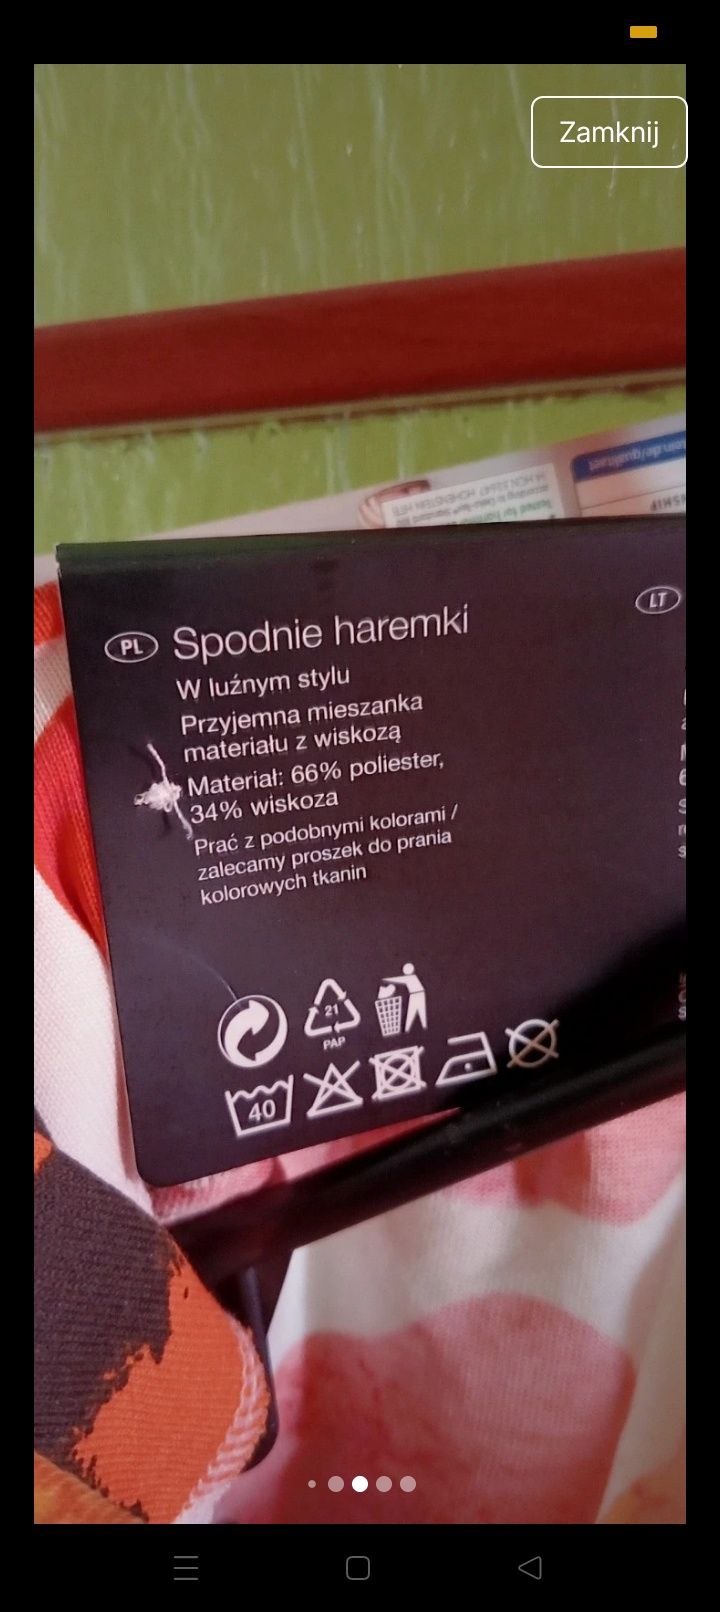 Zamknij
PL Spodnie haremki
LT
W luźnym stylu
Przyjemna mieszanka
materiału z wiskozą
Materiał: 66% poliester,
34% wiskoza
Prać z podobnymi kolorami /
zalecamy proszek do prania
kolorowych tkanin
21
PAP
40